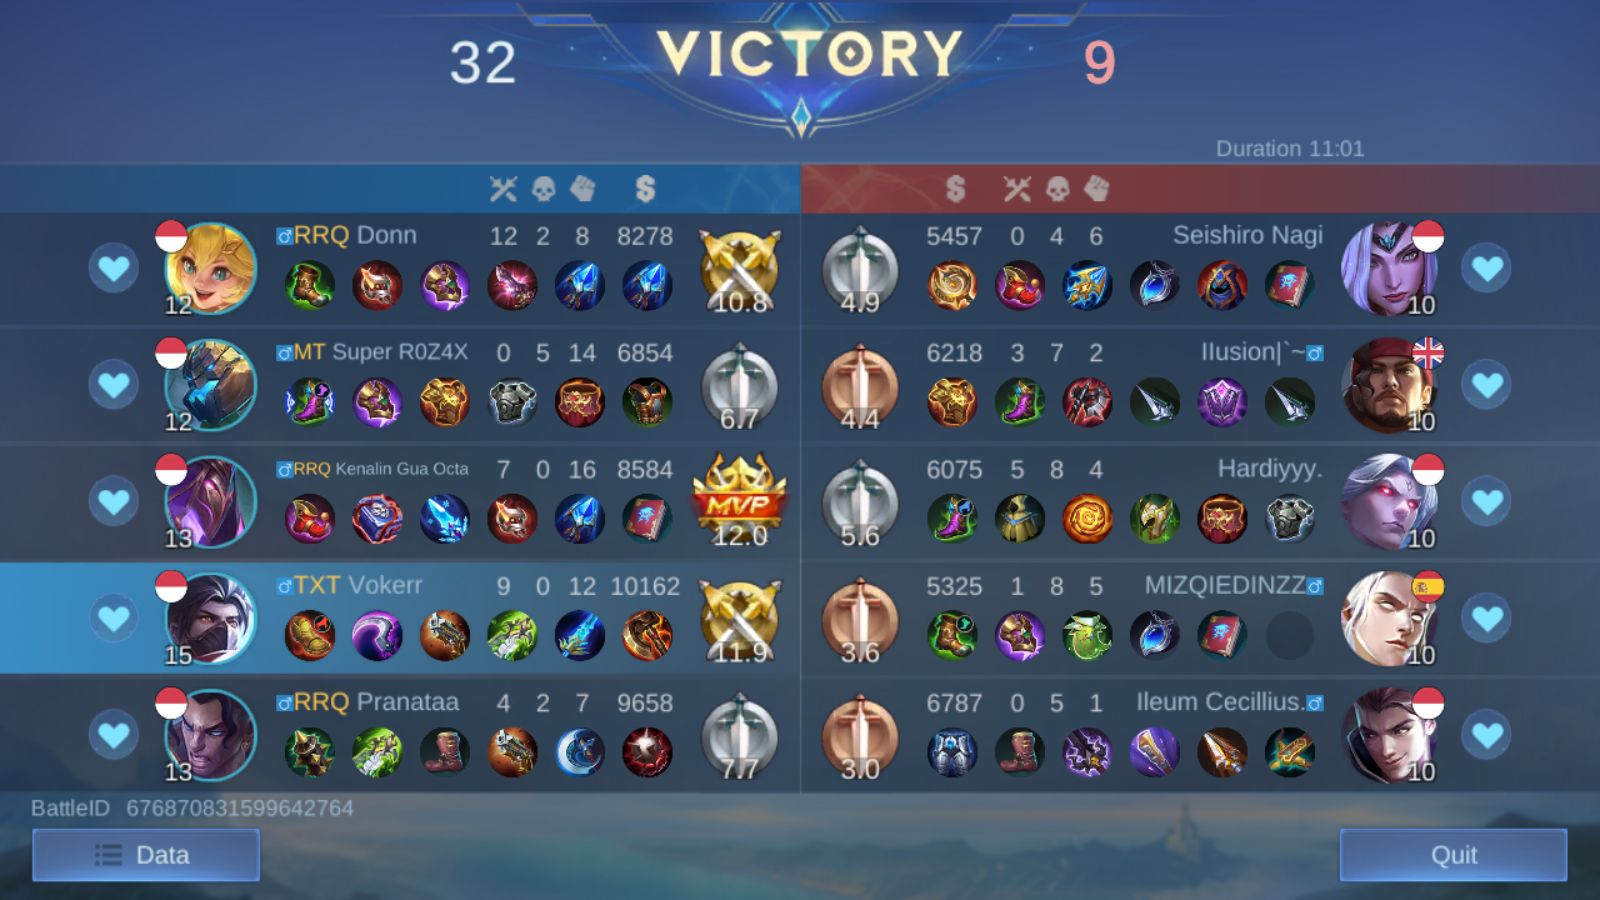 32 VICTORY 9
Duration 11:01
RRQ Donn 12 2 8 8278
12 10.8
4.9 5457 0 4 6 Seishiro Nagi
10
MT Super R0Z4X 0 5 14 6854
12 6.7
4.4 6218 3 7 2 Ilusion|`~
10
RRQ Kenalin Gua Octa 7 0 16 8584
13 MVP 12.0
5.6 6075 5 8 4 Hardiyyy.
10
TXT Vokerr 9 0 12 10162
15 11.9
3.6 5325 1 8 5 MIZQIEDINZZ
10
RRQ Pranataa 4 2 7 9658
13 7.7
3.0 6787 0 5 1 Ileum Cecillius.
10
BattleID 676870831599642764
Data Quit